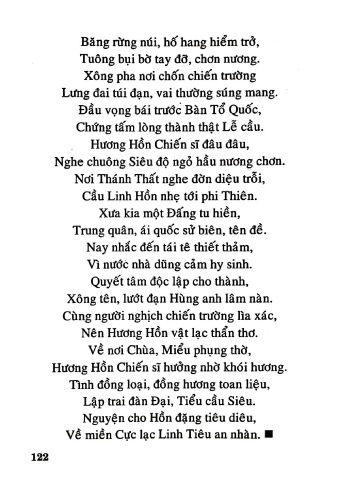 Băng rừng núi, hố hang hiểm trở,
Tuông bụi bờ tay đỡ, chơn nương.
Xông pha nơi chốn chiến trường
Lưng đai túi đạn, vai thường súng mang.
Đầu vọng bái trước Bàn Tổ Quốc,
Chứng tấm lòng thành thật Lễ cầu.
Hương Hồn Chiến sĩ đâu đâu,
Nghe chuông Siêu độ ngỏ hầu nương chơn.
Nơi Thánh Thất nghe đờn diệu trỗi,
Cầu Linh Hồn nhẹ tới phi Thiên.
Xưa kia một Đấng tu hiền,
Trung quân, ái quốc sử biên, tên đề.
Nay nhắc đến tái tê thiết thảm,
Vì nước nhà dũng cảm hy sinh.
Quyết tâm độc lập cho thành,
Xông tên, lướt đạn Hùng anh lâm nàn.
Cùng người nghịch chiến trường lìa xác,
Nên Hương Hồn vật lạc thẩn thơ.
Về nơi Chùa, Miểu phụng thờ,
Hương Hồn Chiến sĩ hưởng nhờ khói hương.
Tình đồng loại, đồng hương toan liệu,
Lập trai đàn Đại, Tiểu cầu Siêu.
Nguyện cho Hồn đặng tiêu diêu,
Về miền Cực lạc Linh Tiêu an nhàn. ■
122